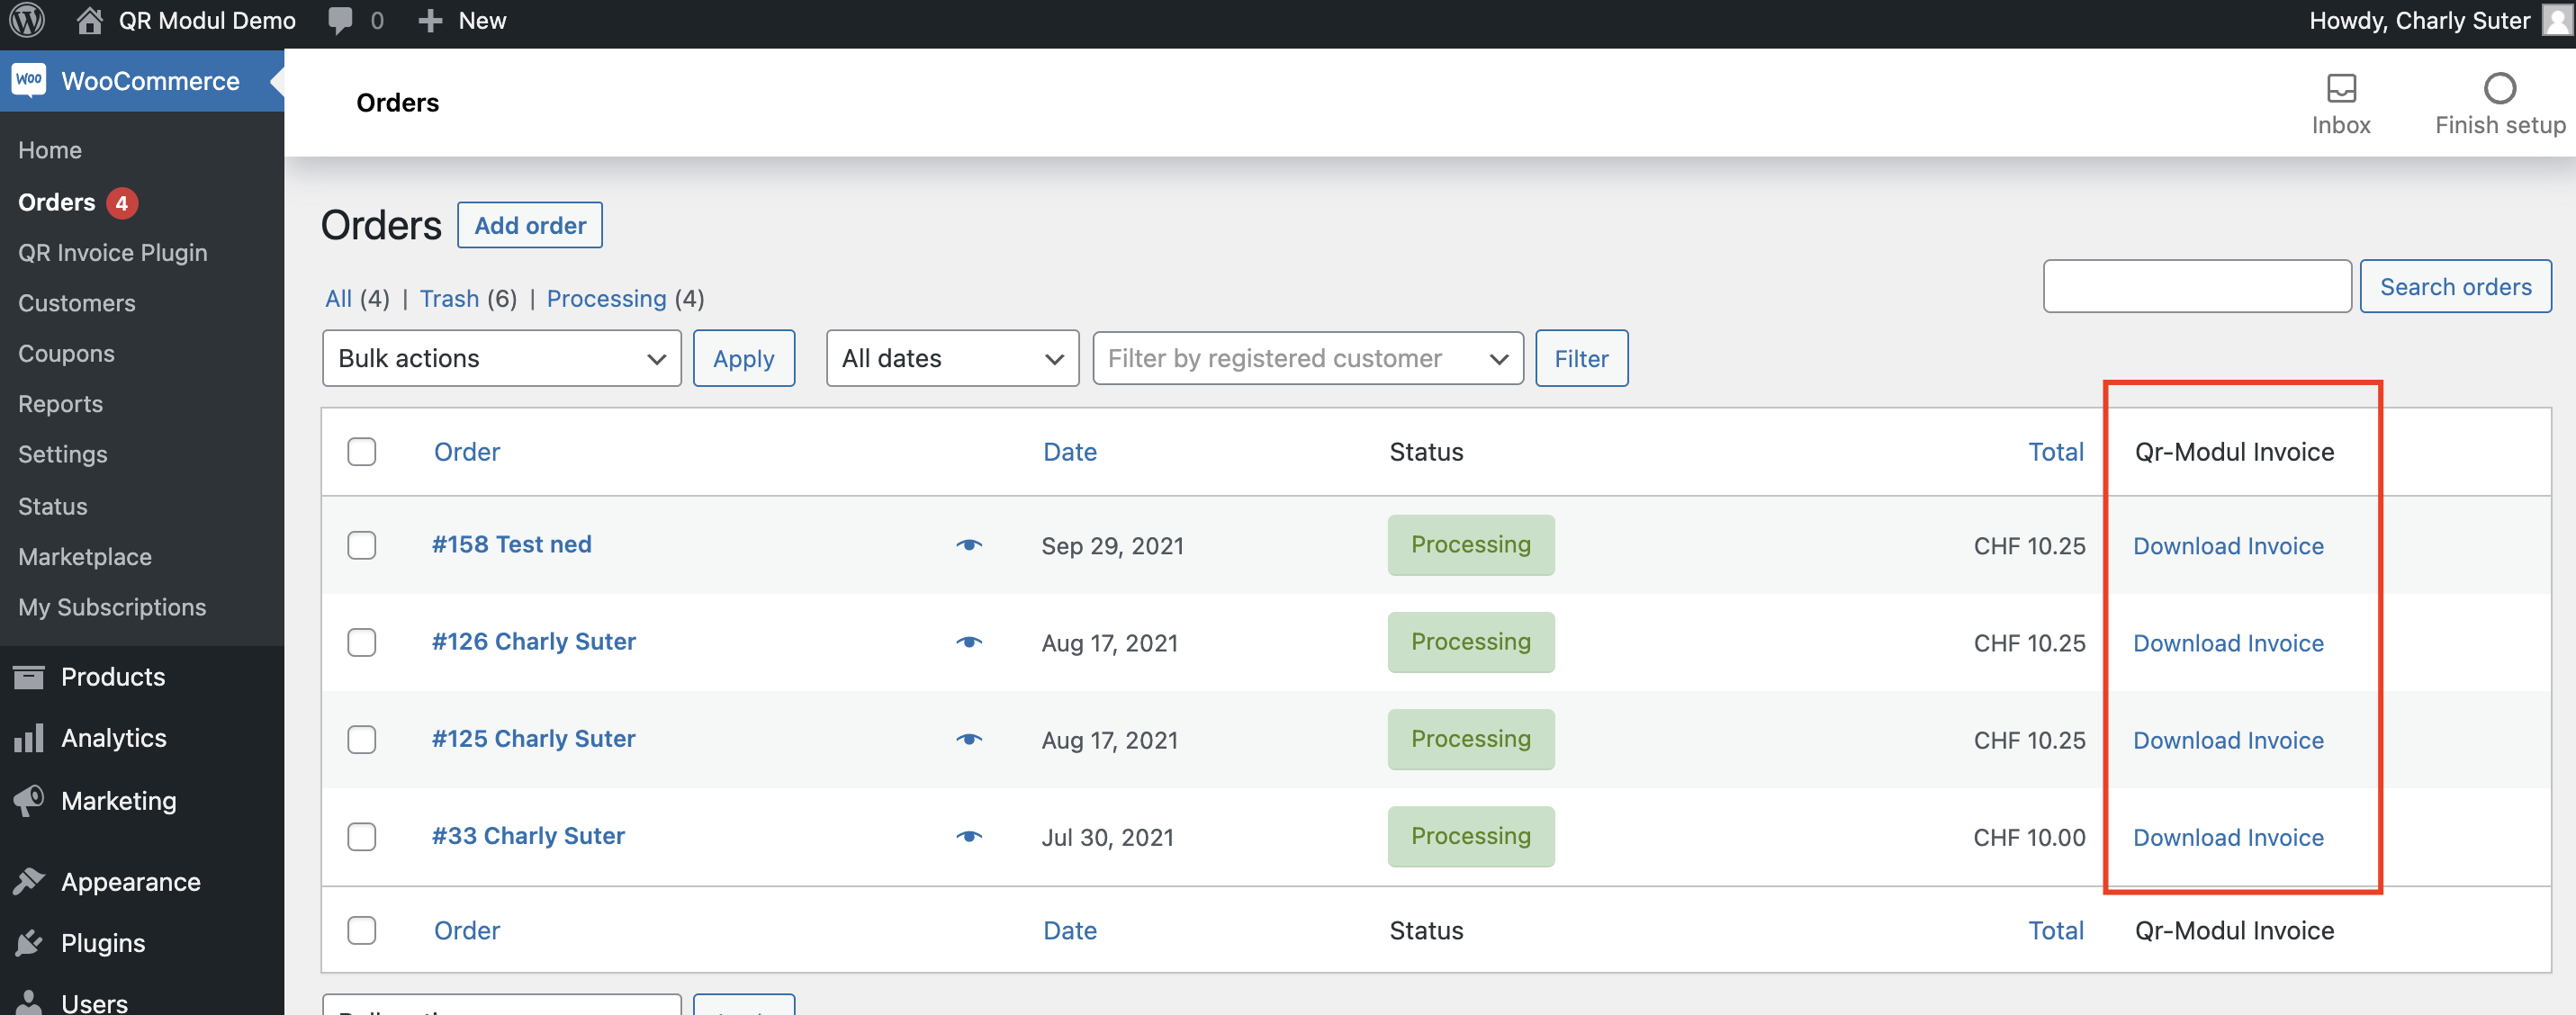 QR Modul Demo 0 New Howdy, Charly Suter
Woo WooCommerce
Home
Orders 4
QR Invoice Plugin
Customers
Coupons
Reports
Settings
Status
Marketplace
My Subscriptions
Products
Analytics
Marketing
Appearance
Plugins
Users
Orders
Inbox
Finish setup
Orders Add order
All (4) | Trash (6) | Processing (4)
Search orders
Bulk actions Apply All dates Filter by registered customer Filter
Order Date Status Total Qr-Modul Invoice
#158 Test ned Sep 29, 2021 Processing CHF 10.25 Download Invoice
#126 Charly Suter Aug 17, 2021 Processing CHF 10.25 Download Invoice
#125 Charly Suter Aug 17, 2021 Processing CHF 10.25 Download Invoice
#33 Charly Suter Jul 30, 2021 Processing CHF 10.00 Download Invoice
Order Date Status Total Qr-Modul Invoice